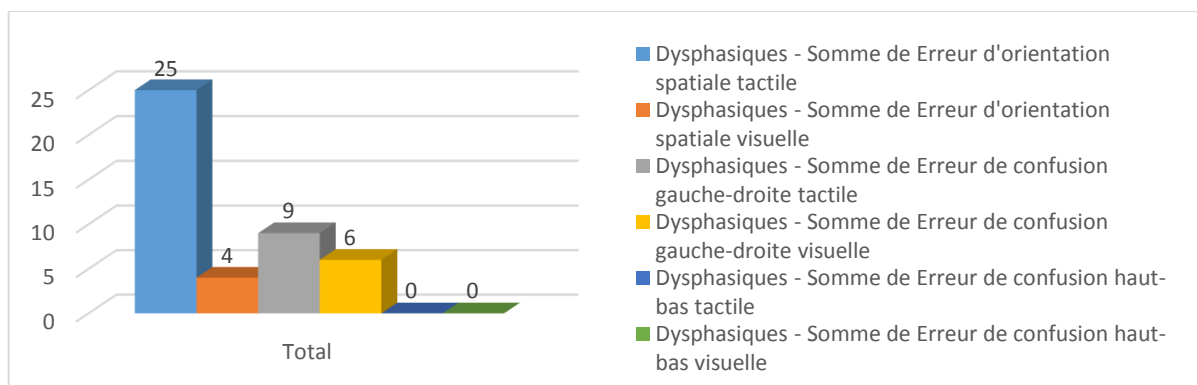 25
4
9
6
0
0
25
20
15
10
5
0
Total
Dysphasiques - Somme de Erreur d'orientation
spatiale tactile
Dysphasiques - Somme de Erreur d'orientation
spatiale visuelle
Dysphasiques - Somme de Erreur de confusion
gauche-droite tactile
Dysphasiques - Somme de Erreur de confusion
gauche-droite visuelle
Dysphasiques - Somme de Erreur de confusion haut-
bas tactile
Dysphasiques - Somme de Erreur de confusion haut-
bas visuelle